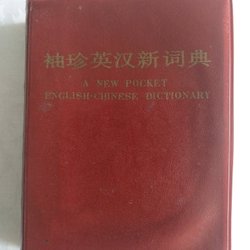 袖珍英汉新词典
A NEW POCKET
ENGLISH-CHINESE DICTIONARY